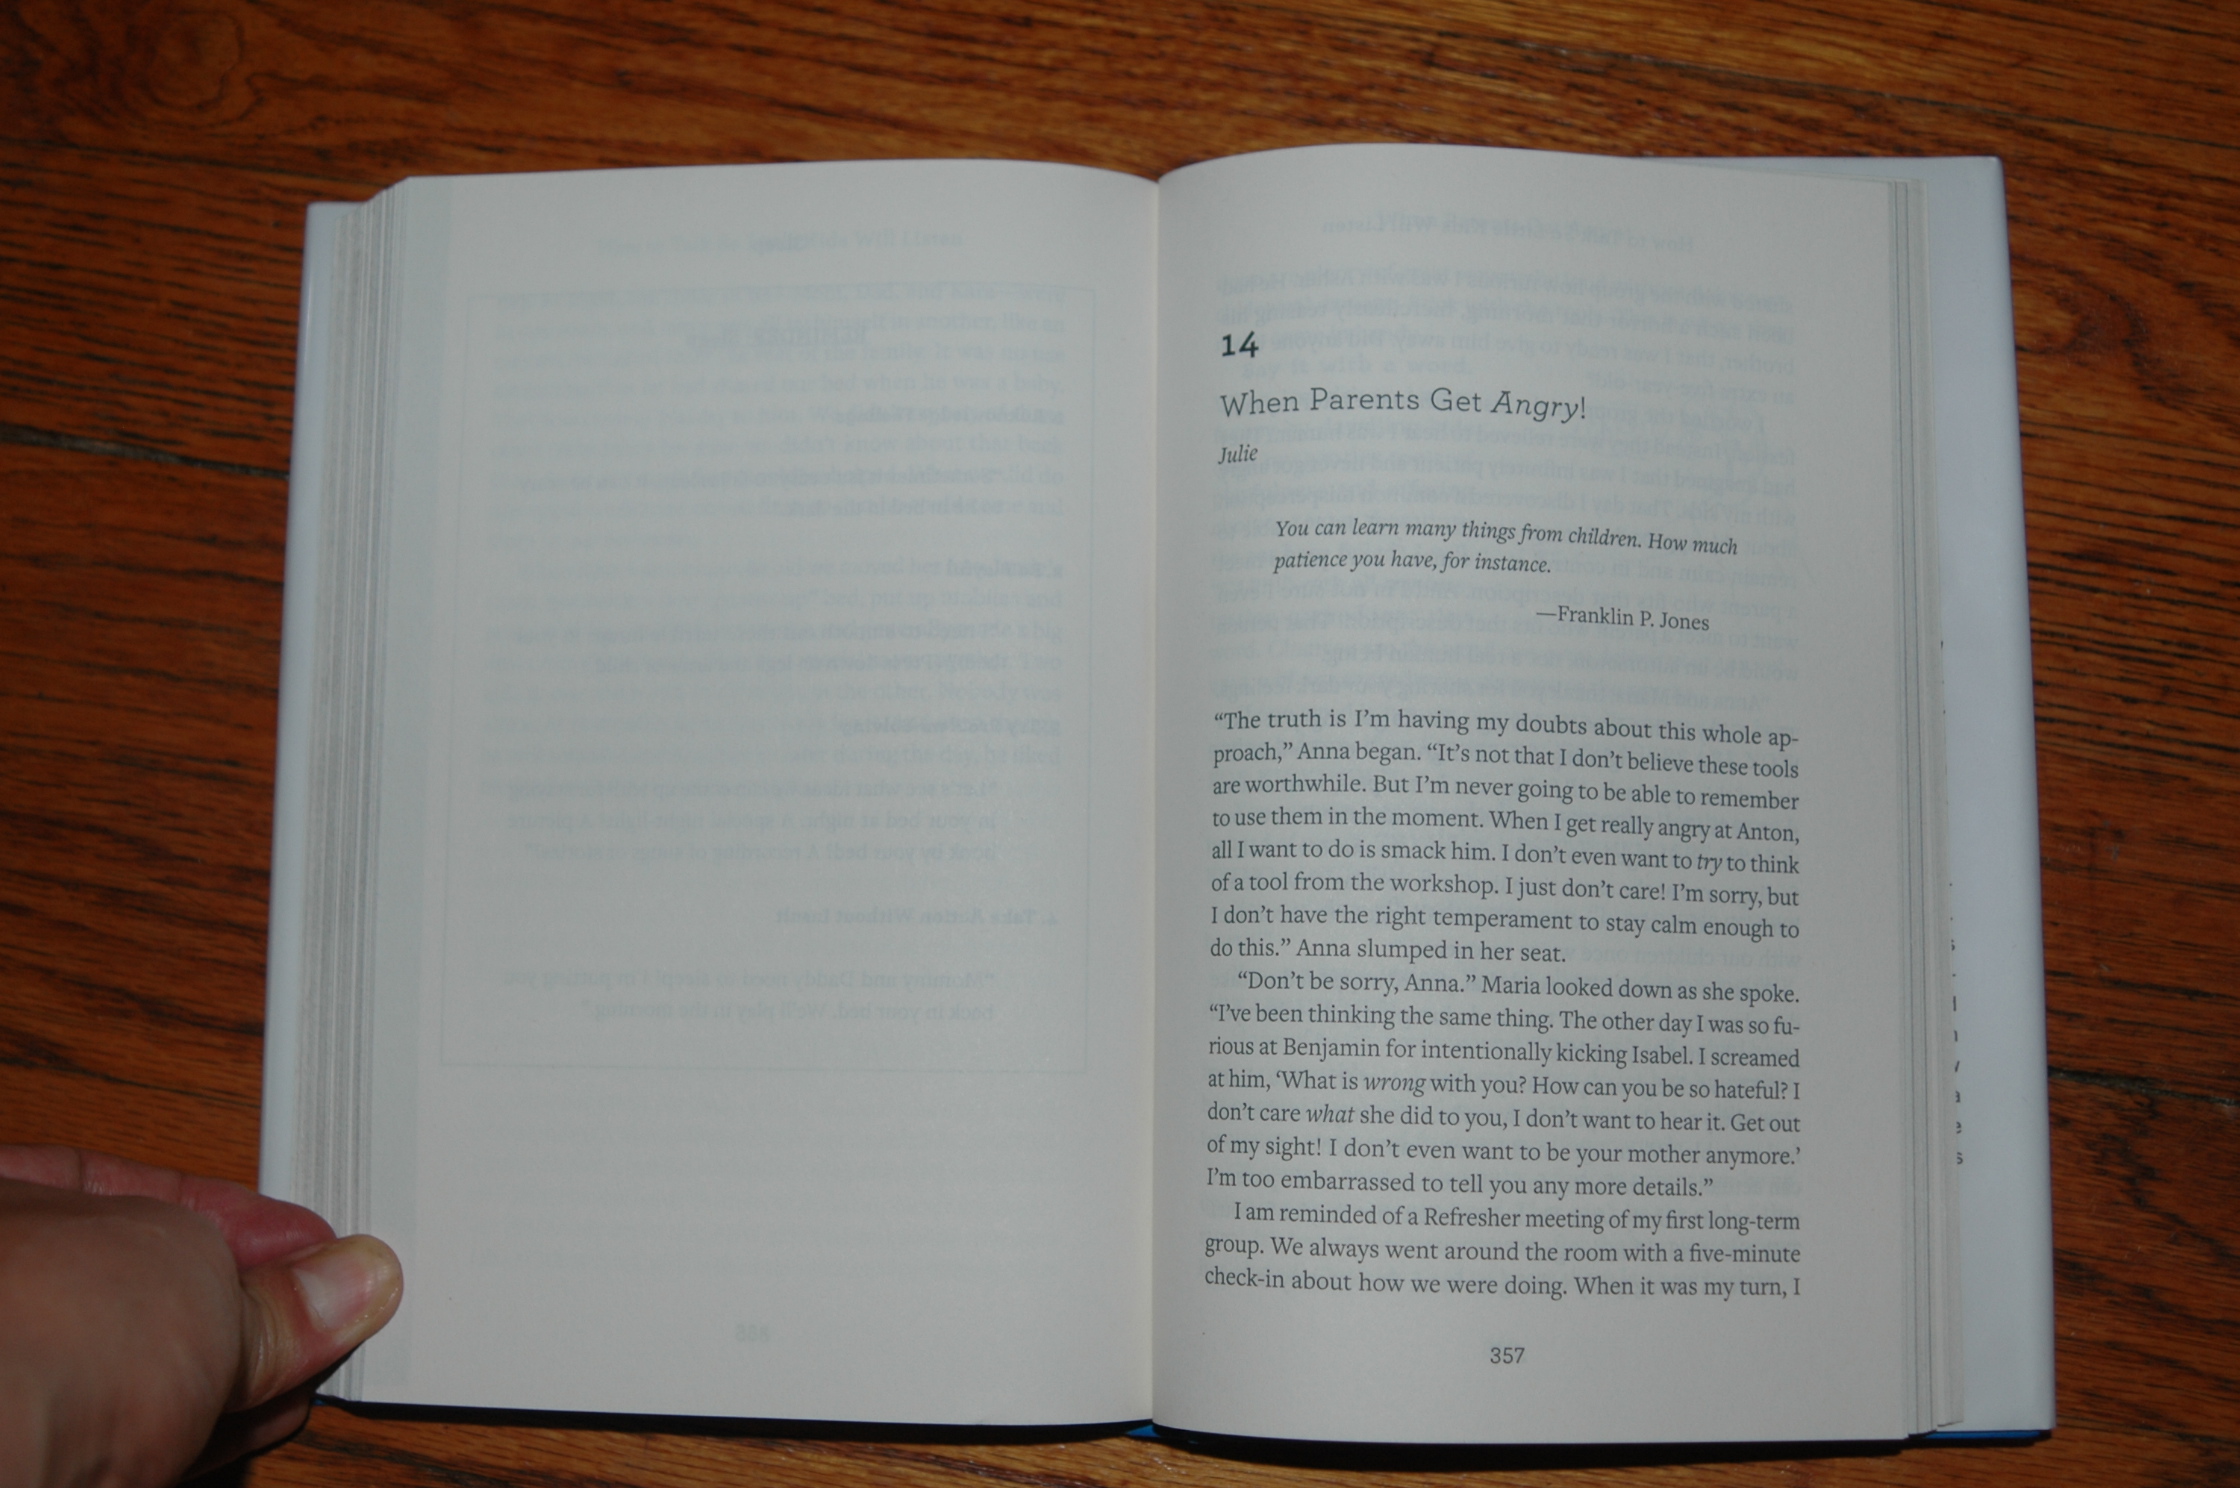 14
When Parents Get Angry!
Julie
You can learn many things from children. How much
patience you have, for instance.
—Franklin P. Jones
“The truth is I’m having my doubts about this whole ap-
proach,” Anna began. “It’s not that I don’t believe these tools
are worthwhile. But I’m never going to be able to remember
to use them in the moment. When I get really angry at Anton,
all I want to do is smack him. I don’t even want to try to think
of a tool from the workshop. I just don’t care! I’m sorry, but
I don’t have the right temperament to stay calm enough to
do this.” Anna slumped in her seat.
“Don’t be sorry, Anna.” Maria looked down as she spoke.
“I’ve been thinking the same thing. The other day I was so fu-
rious at Benjamin for intentionally kicking Isabel. I screamed
at him, ‘What is wrong with you? How can you be so hateful? I
don’t care what she did to you, I don’t want to hear it. Get out
of my sight! I don’t even want to be your mother anymore.’
I’m too embarrassed to tell you any more details.”
I am reminded of a Refresher meeting of my first long-term
group. We always went around the room with a five-minute
check-in about how we were doing. When it was my turn, I
357